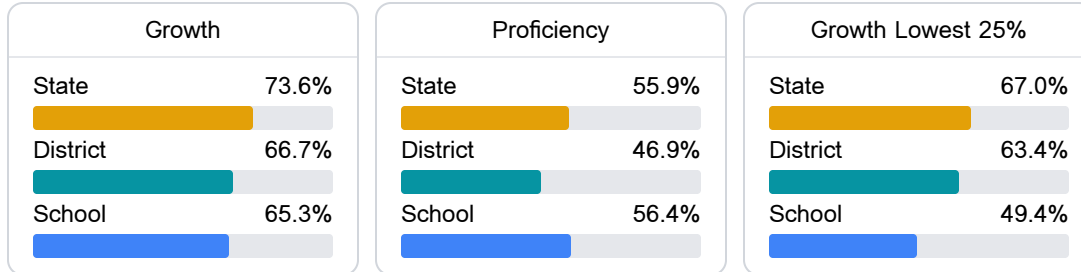 Growth
State 73.6%
District 66.7%
School 65.3%
Proficiency
State 55.9%
District 46.9%
School 56.4%
Growth Lowest 25%
State 67.0%
District 63.4%
School 49.4%